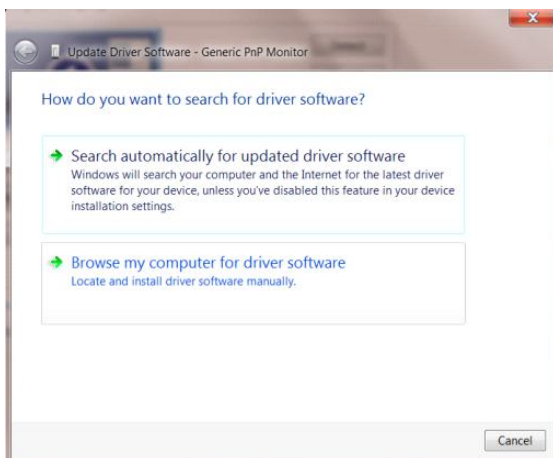 Update Driver Software - Generic PnP Monitor
How do you want to search for driver software?
Search automatically for updated driver software
Windows will search your computer and the Internet for the latest driver
software for your device, unless you've disabled this feature in your device
installation settings.
Browse my computer for driver software
Locate and install driver software manually.
Cancel